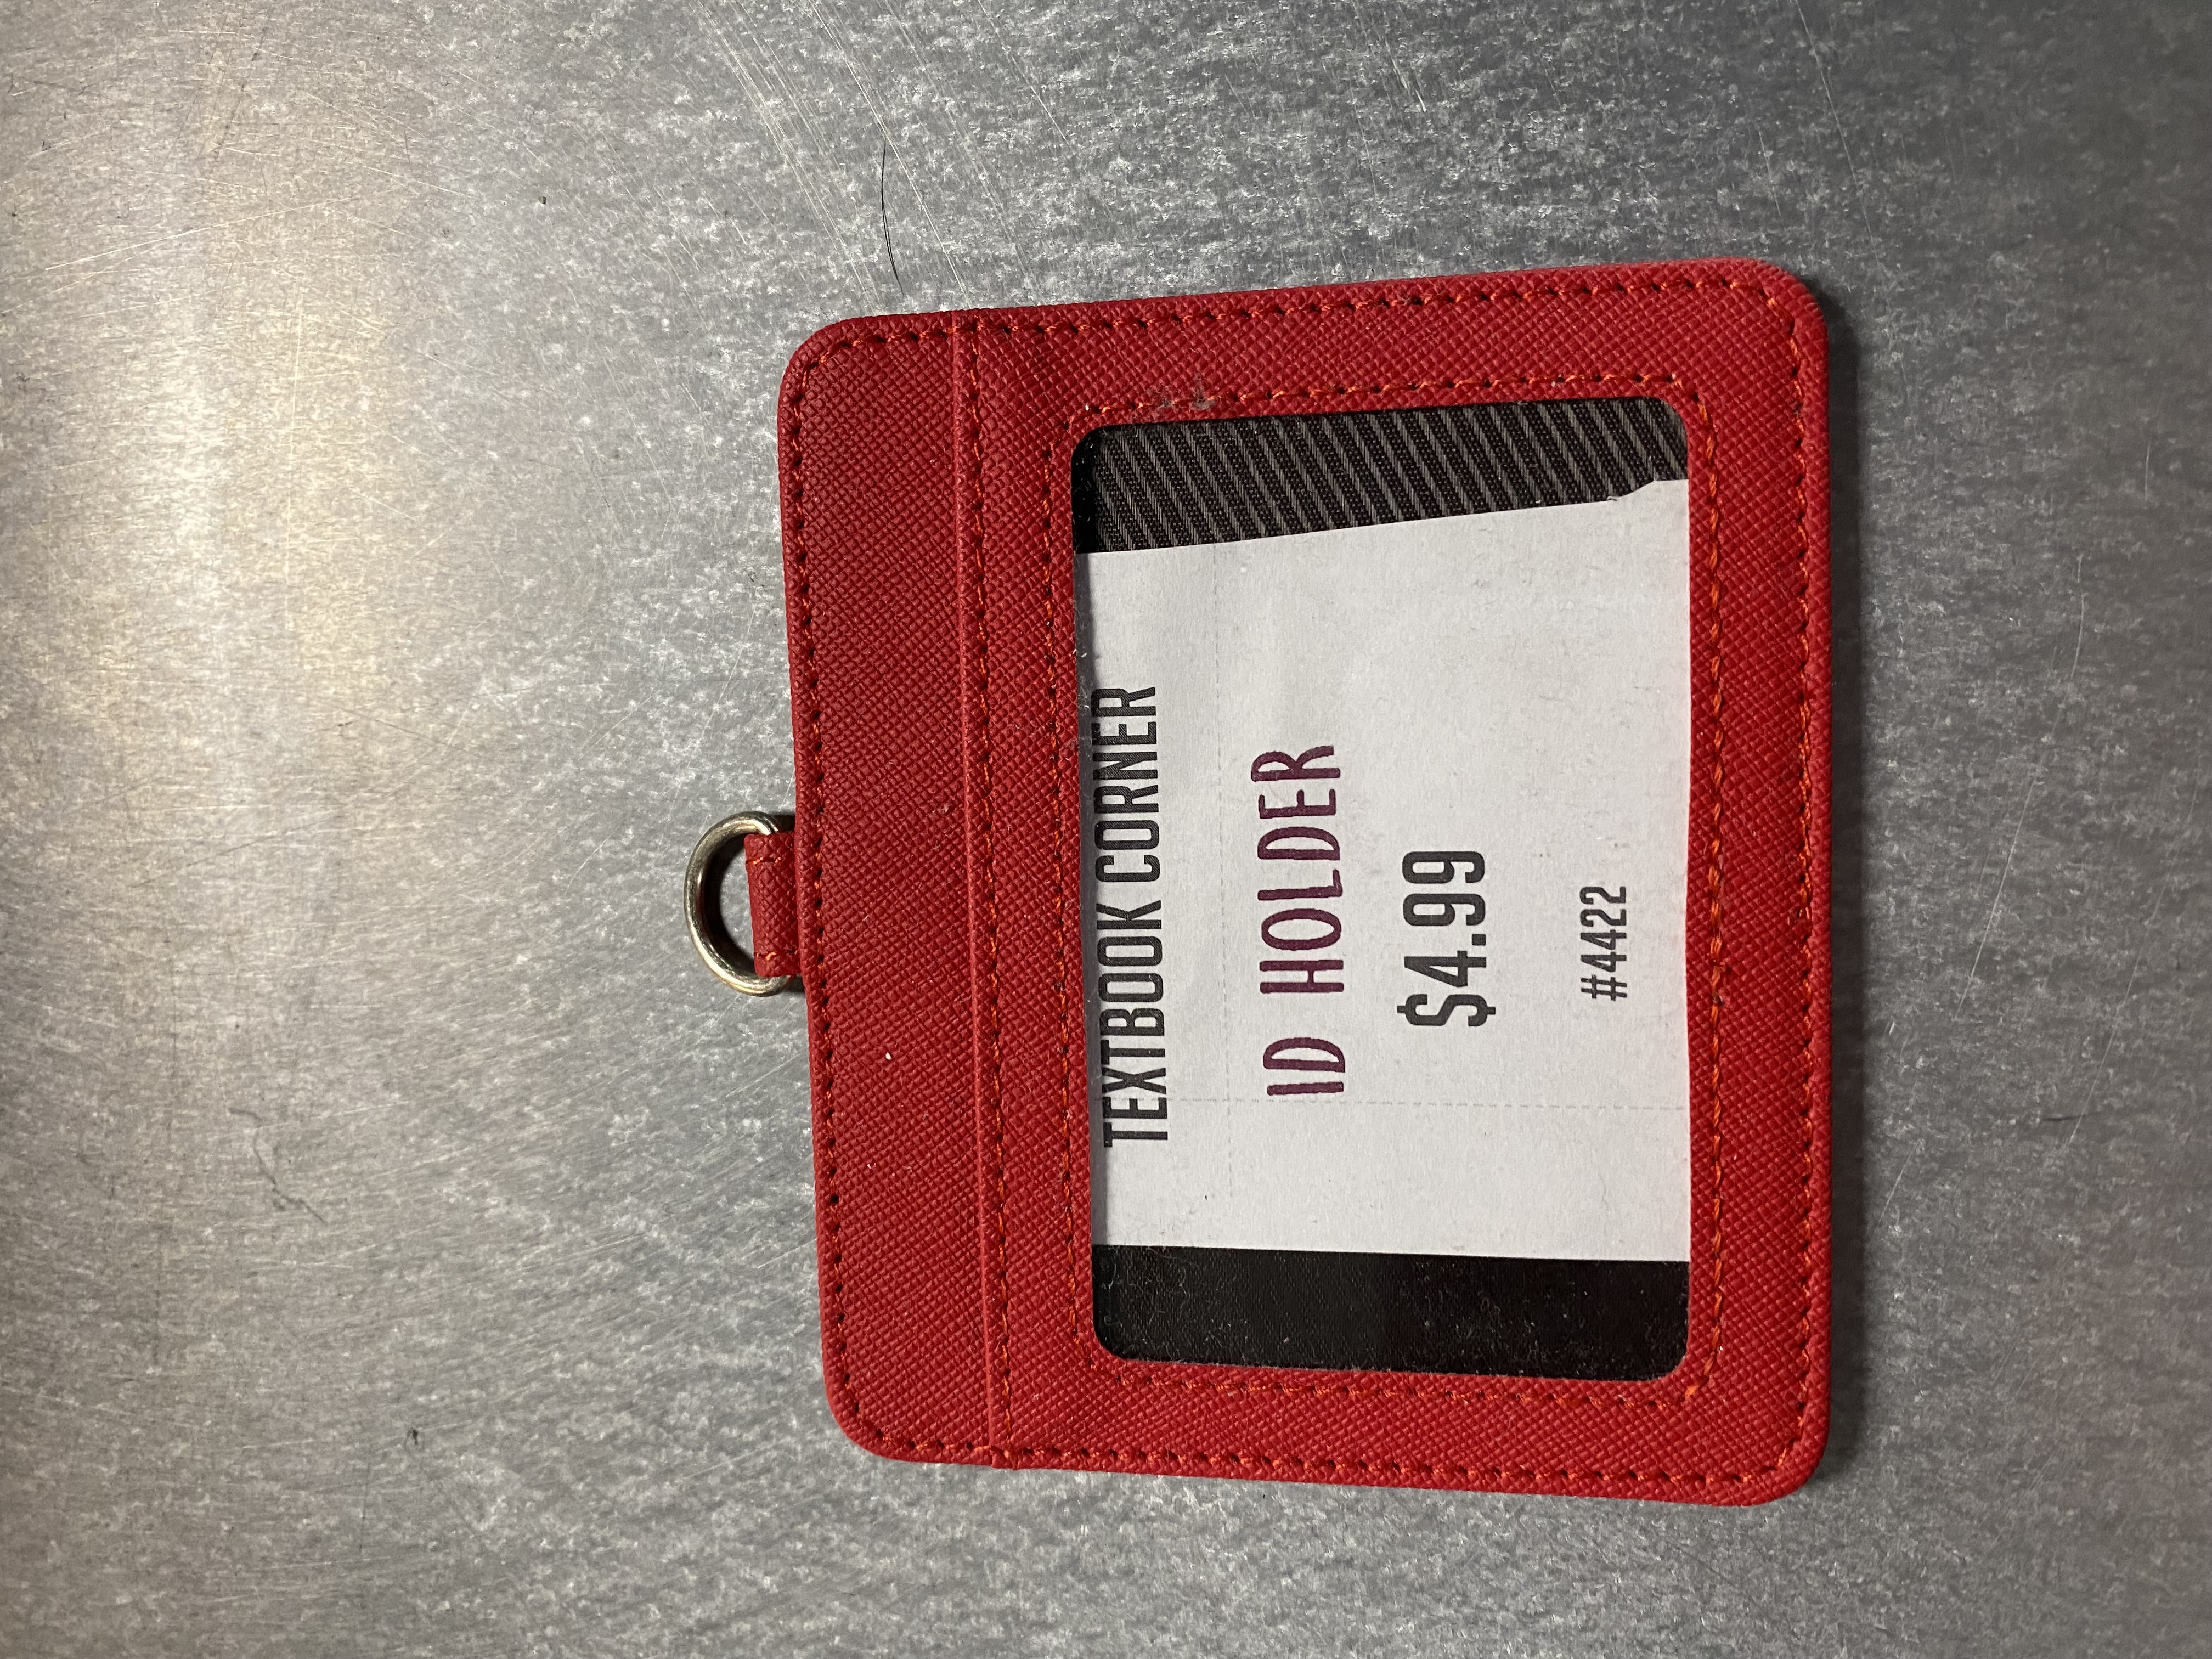 TEXTBOOK CORNER
ID HOLDER
$4.99
#4422